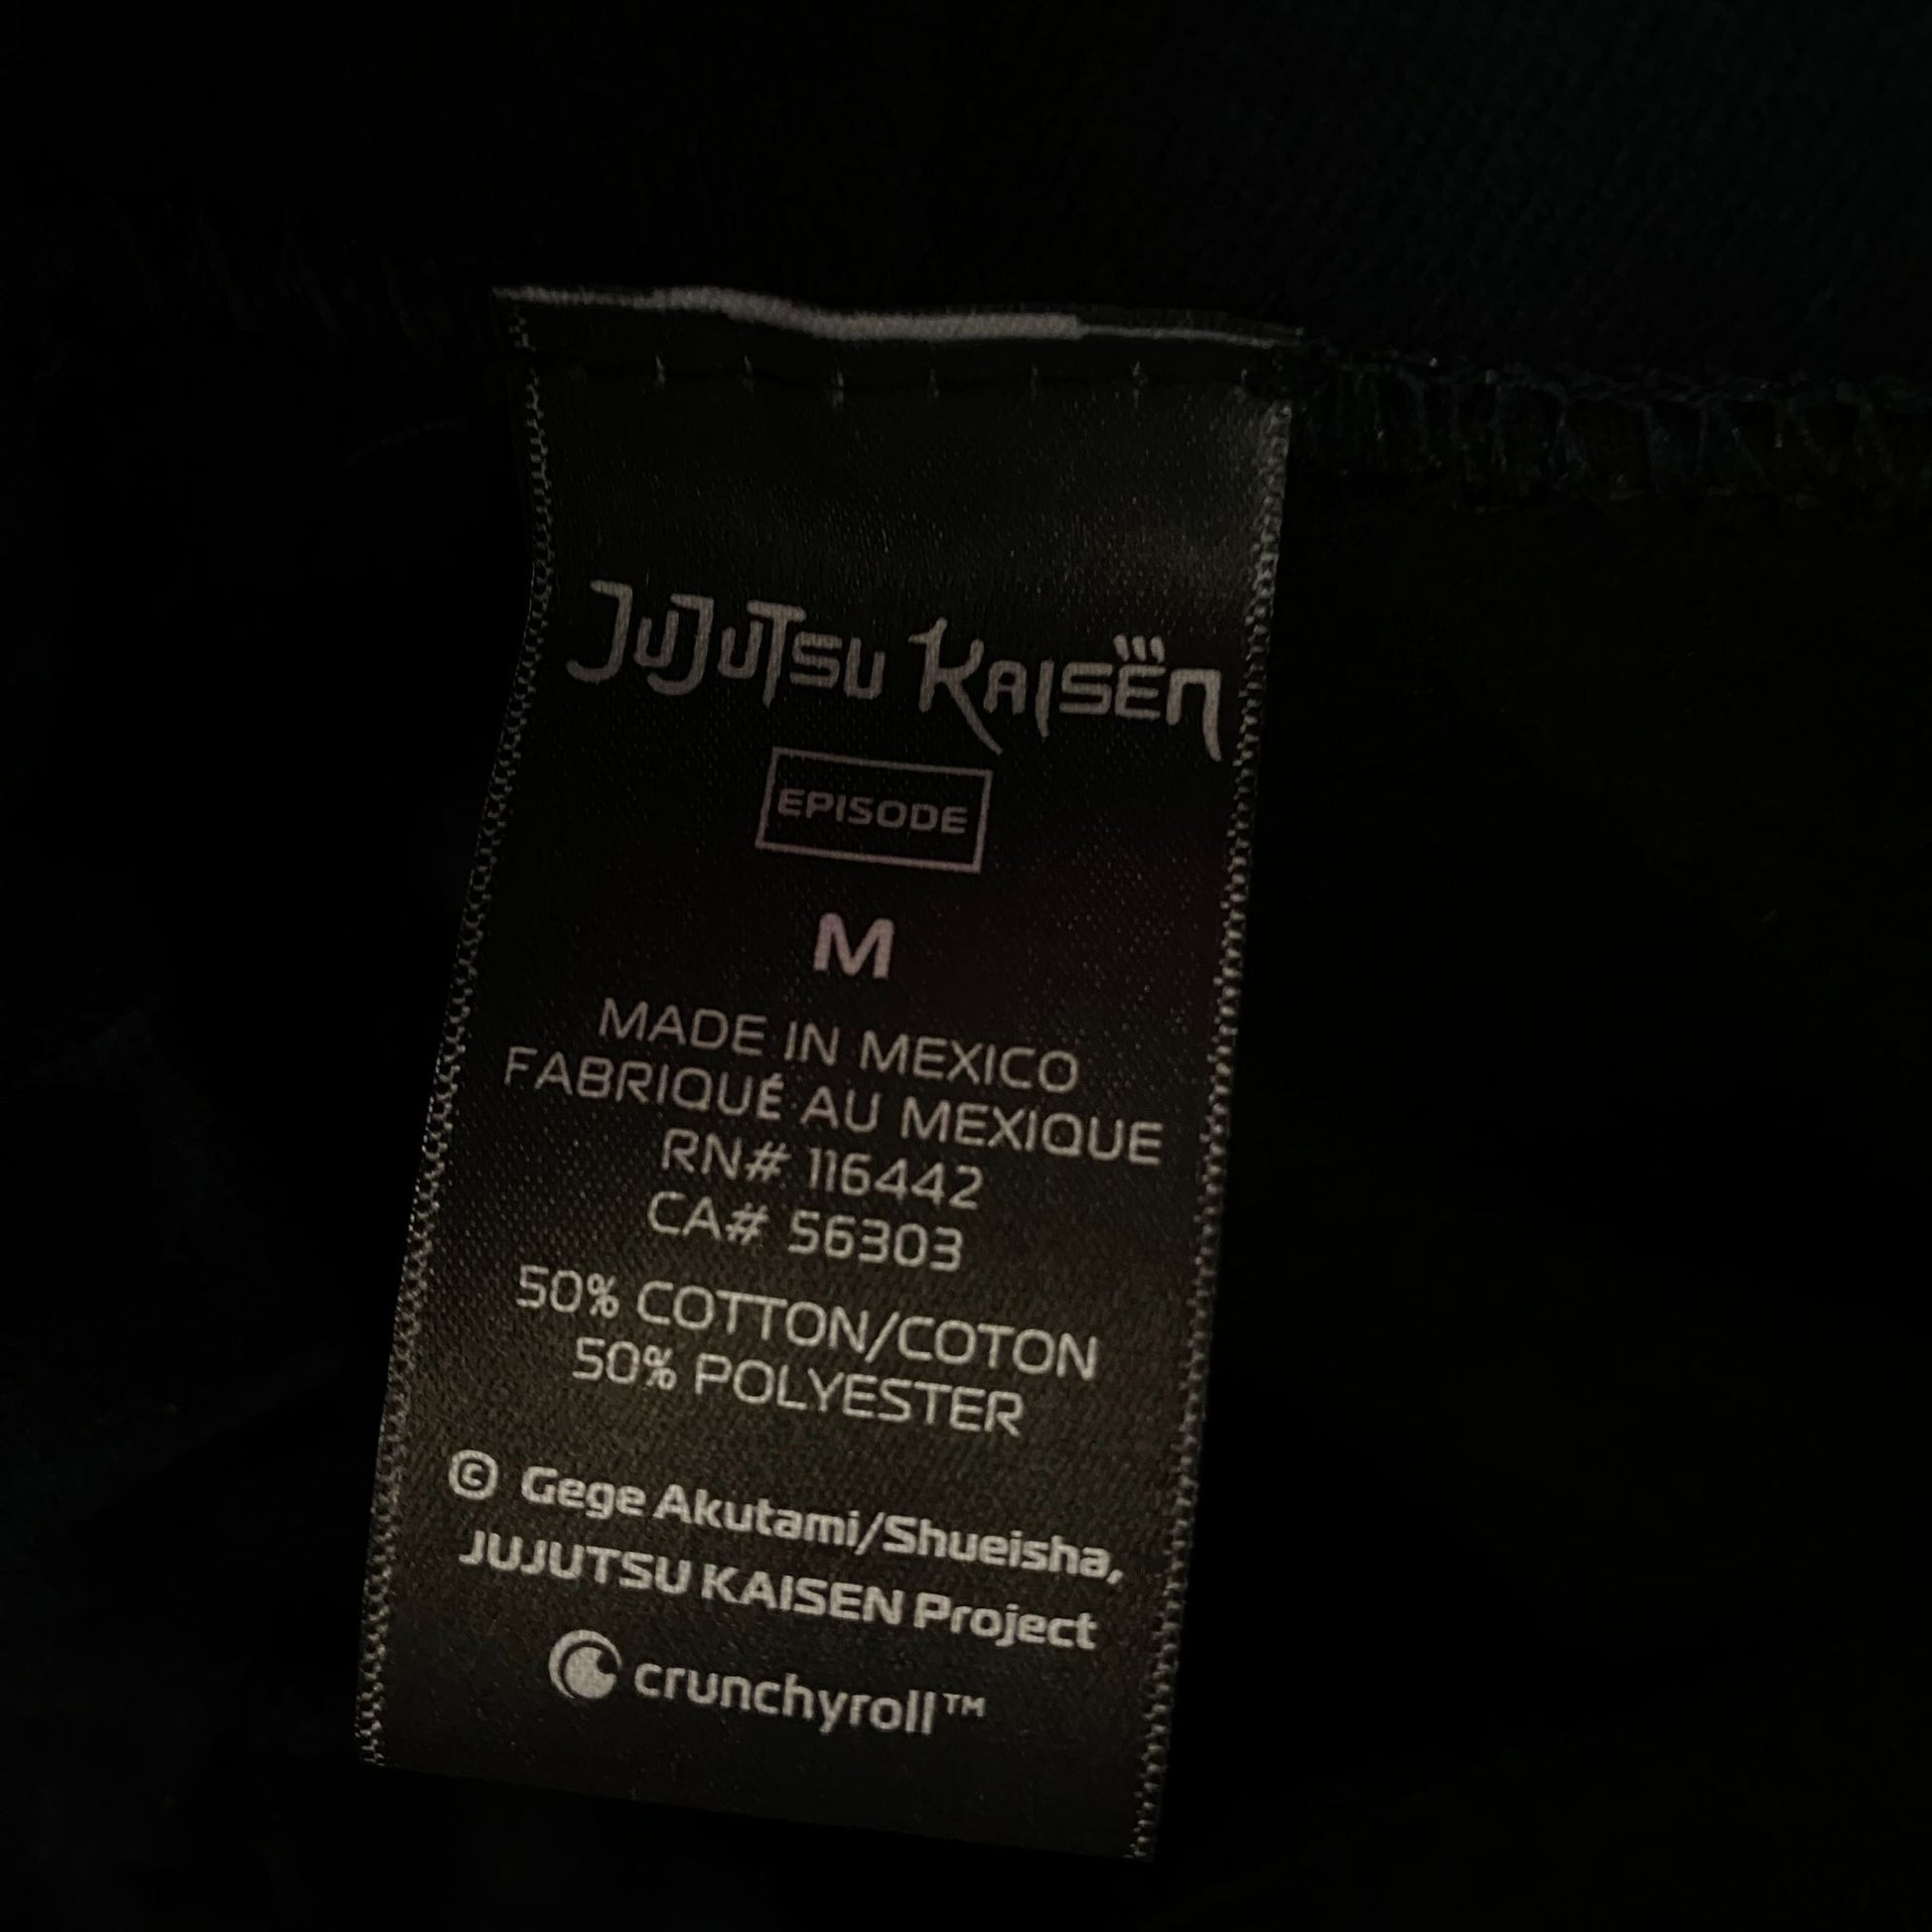 JUJUTSU KAISEN
EPISODE
M
MADE IN MEXICO
FABRIQUÉ AU MEXIQUE
RN# 116442
CA# 56303
50% COTTON/COTON
50% POLYESTER
© Gege Akutami/Shueisha,
JUJUTSU KAISEN Project
crunchyroll™